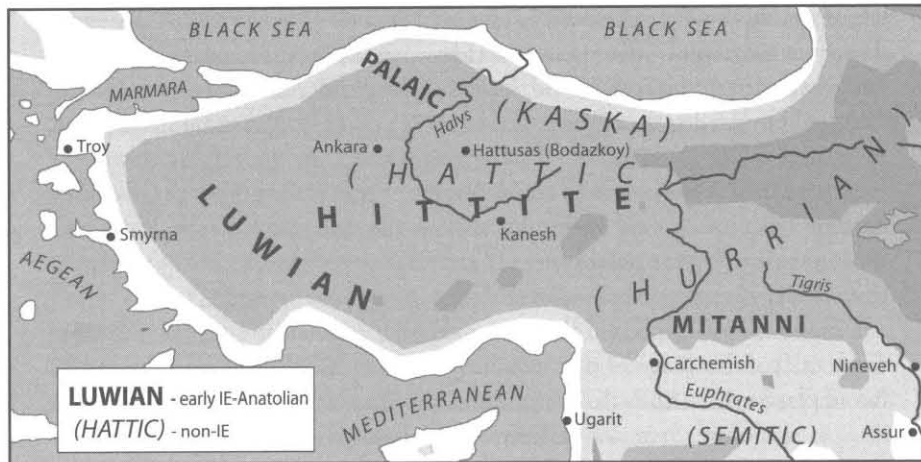 BLACK SEA
BLACK SEA
MARMARA
PALAIC
Halys
(KASKA)
Troy
Ankara
Hattusas (Bodazkoy)
(HATTIC)
HITTITE
LUWIAN
Kanesh
Smyrna
AEGEAN
(HURRIAN)
Tigris
MITANNI
Carchemish
Nineveh
Euphrates
MEDITERRANEAN
Ugarit
(SEMITIC)
Assur
LUWIAN - early IE-Anatolian
(HATTIC) - non-IE